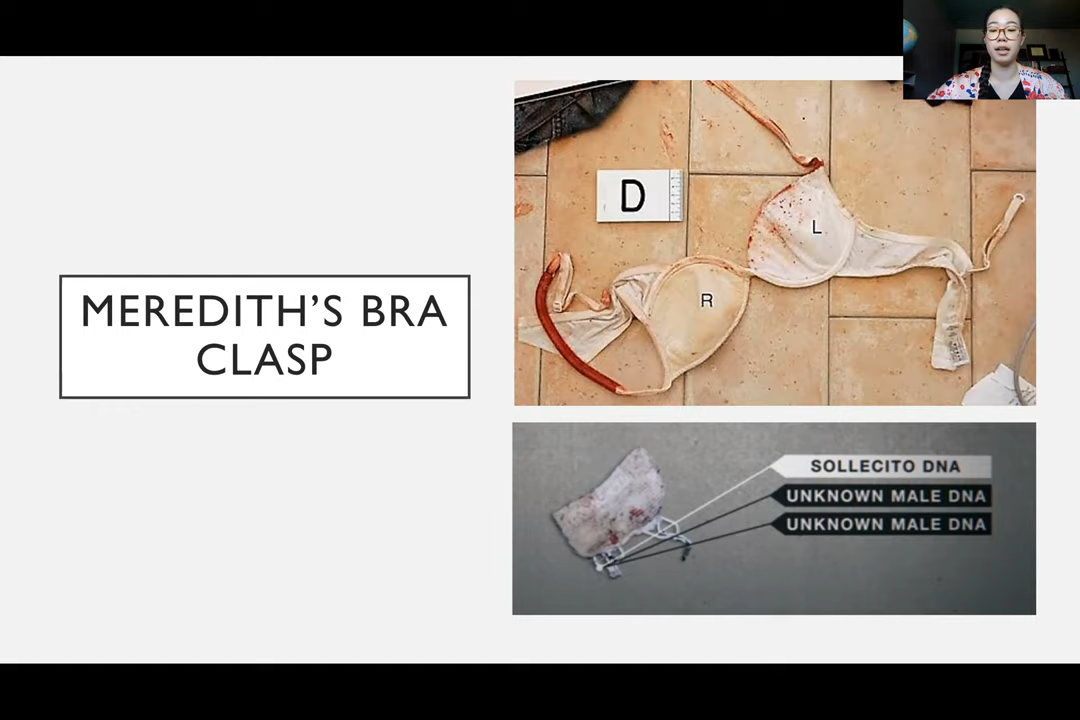 MEREDITH'S BRA
CLASP
D
L
R
SOLLECITO DNA
UNKNOWN MALE DNA
UNKNOWN MALE DNA